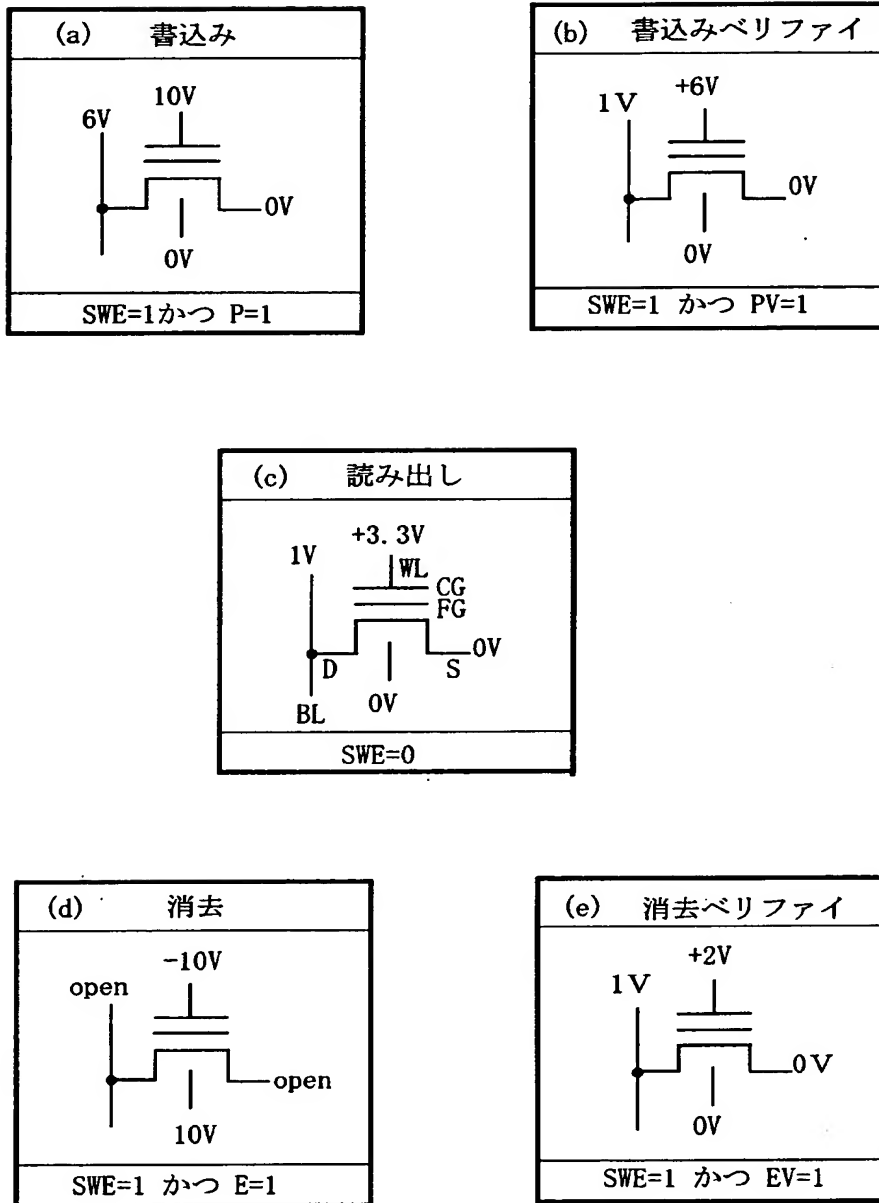 (a) 書込み
10V
6V
0V
0V
SWE=1かつ P=1
(b) 書込みベリファイ
+6V
1V
0V
0V
SWE=1 かつ PV=1
(c) 読み出し
+3.3V
1V
WL
CG
FG
0V
D
S
0V
BL
SWE=0
(d) 消去
-10V
open
open
10V
SWE=1 かつ E=1
(e) 消去ベリファイ
+2V
1V
0V
0V
SWE=1 かつ EV=1